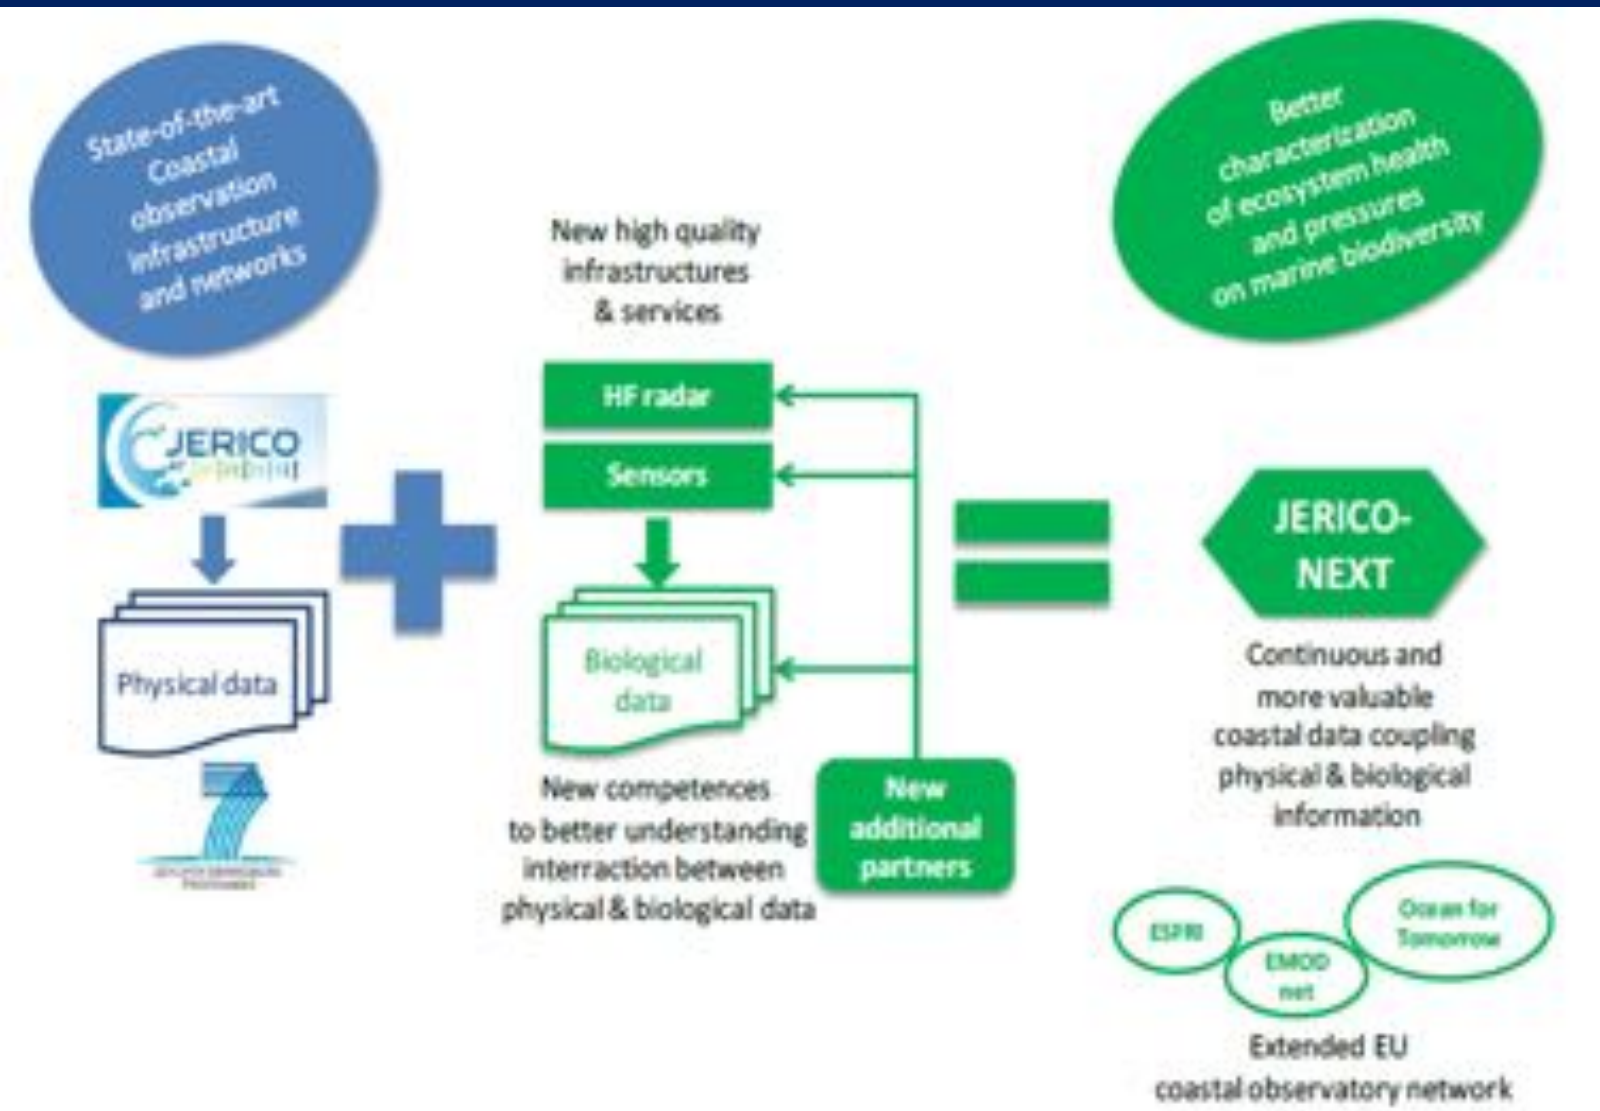 State-of-the-art
Coastal
observation
infrastructure
and networks
JERICO
Physical data
New high quality
infrastructures
& services
HF radar
Sensors
Biological
data
New competences
to better understanding
interraction between
physical & biological data
New
additional
partners
Better
characterization
of ecosystem health
and pressures
on marine biodiversity
JERICO-
NEXT
Continuous and
more valuable
coastal data coupling
physical & biological
information
ESFRI
EMOD
net
Ocean for
Tomorrow
Extended EU
coastal observatory network